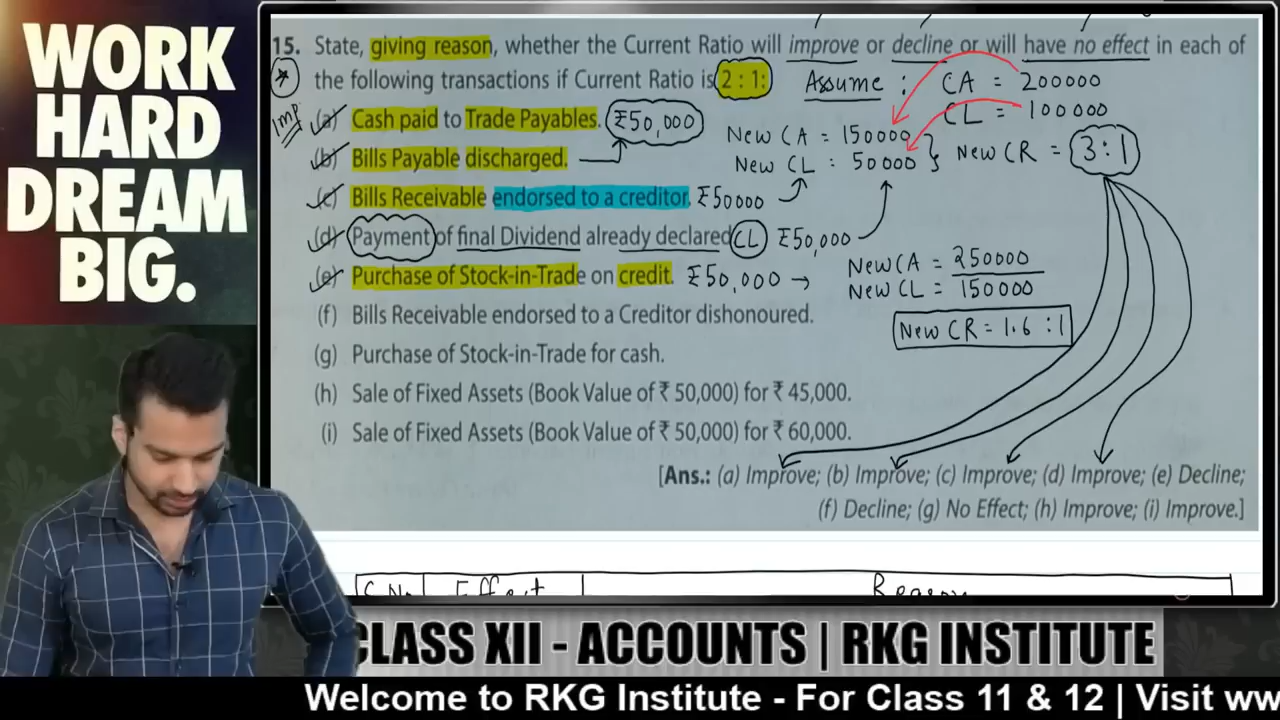 WORK
HARD
DREAM
BIG.
15. State, giving reason, whether the Current Ratio will improve or decline or will have no effect in each of
the following transactions if Current Ratio is 2 : 1:
Assume : CA = 200000
CL = 100000
Imp
(a) Cash paid to Trade Payables. ₹50,000
New CA = 150000
(b) Bills Payable discharged.
New CL : 50000 } New CR = 3:1
(c) Bills Receivable endorsed to a creditor. ₹50000
(d) Payment of final Dividend already declared CL ₹50,000
(e) Purchase of Stock-in-Trade on credit. ₹50,000 →
New CA = 250000
New CL = 150000
New CR = 1.6 : 1
(f) Bills Receivable endorsed to a Creditor dishonoured.
(g) Purchase of Stock-in-Trade for cash.
(h) Sale of Fixed Assets (Book Value of ₹ 50,000) for ₹ 45,000.
(i) Sale of Fixed Assets (Book Value of ₹ 50,000) for ₹ 60,000.
[Ans.: (a) Improve; (b) Improve; (c) Improve; (d) Improve; (e) Decline;
(f) Decline; (g) No Effect; (h) Improve; (i) Improve.]
S.No Effect Reason
CLASS XII - ACCOUNTS | RKG INSTITUTE
Welcome to RKG Institute - For Class 11 & 12 | Visit ww